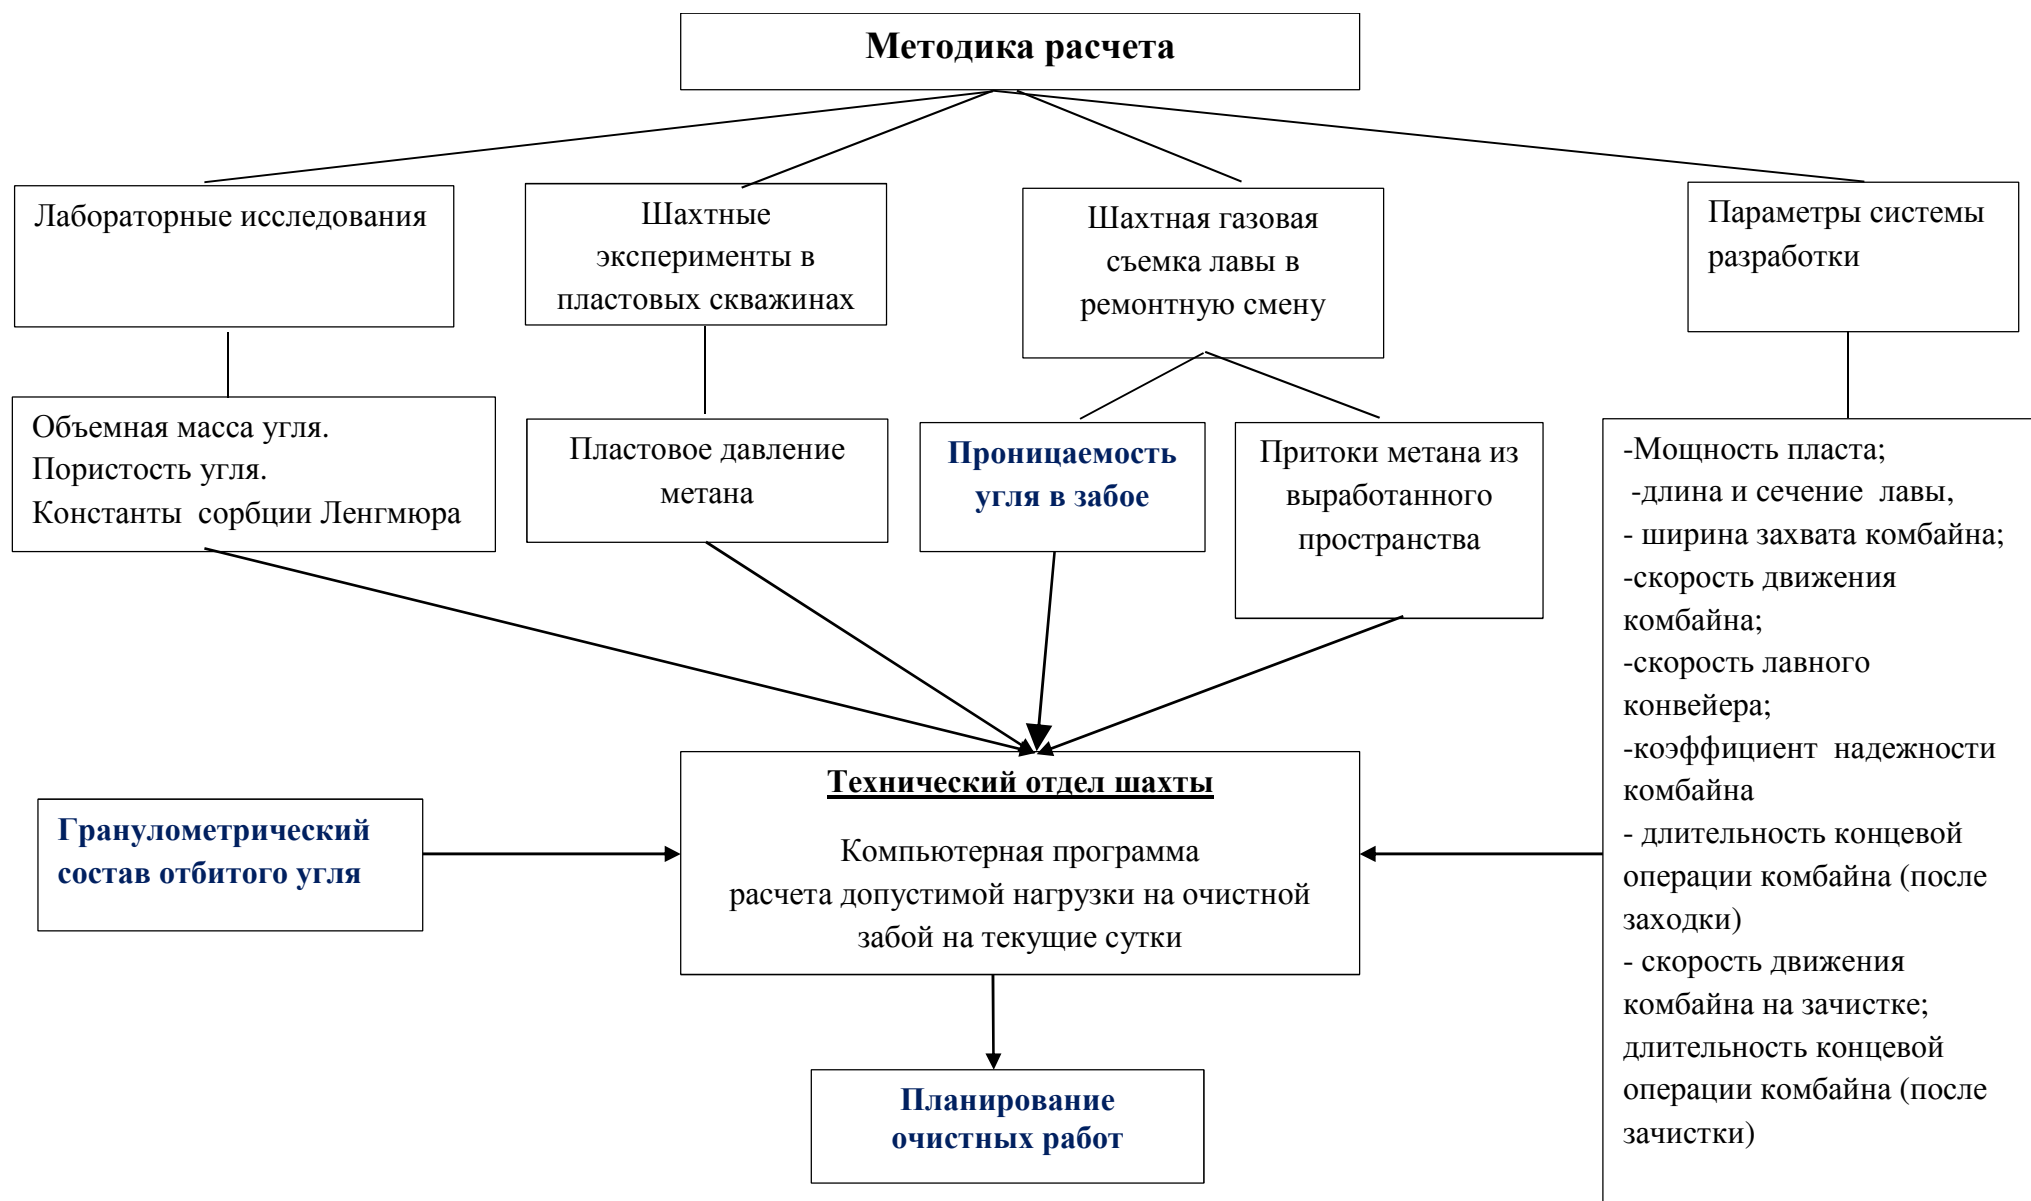 Методика расчета
Лабораторные исследования
Шахтные
эксперименты в
пластовых скважинах
Шахтная газовая
съемка лавы в
ремонтную смену
Параметры системы
разработки
Объемная масса угля.
Пористость угля.
Константы сорбции Ленгмюра
Пластовое давление
метана
Проницаемость
угля в забое
Притоки метана из
выработанного
пространства
-Мощность пласта;
-длина и сечение лавы,
- ширина захвата комбайна;
-скорость движения
комбайна;
-скорость лавного
конвейера;
-коэффициент надежности
комбайна
- длительность концевой
операции комбайна (после
заходки)
- скорость движения
комбайна на зачистке;
длительность концевой
операции комбайна (после
зачистки)
Гранулометрический
состав отбитого угля
Технический отдел шахты
Компьютерная программа
расчета допустимой нагрузки на очистной
забой на текущие сутки
Планирование
очистных работ